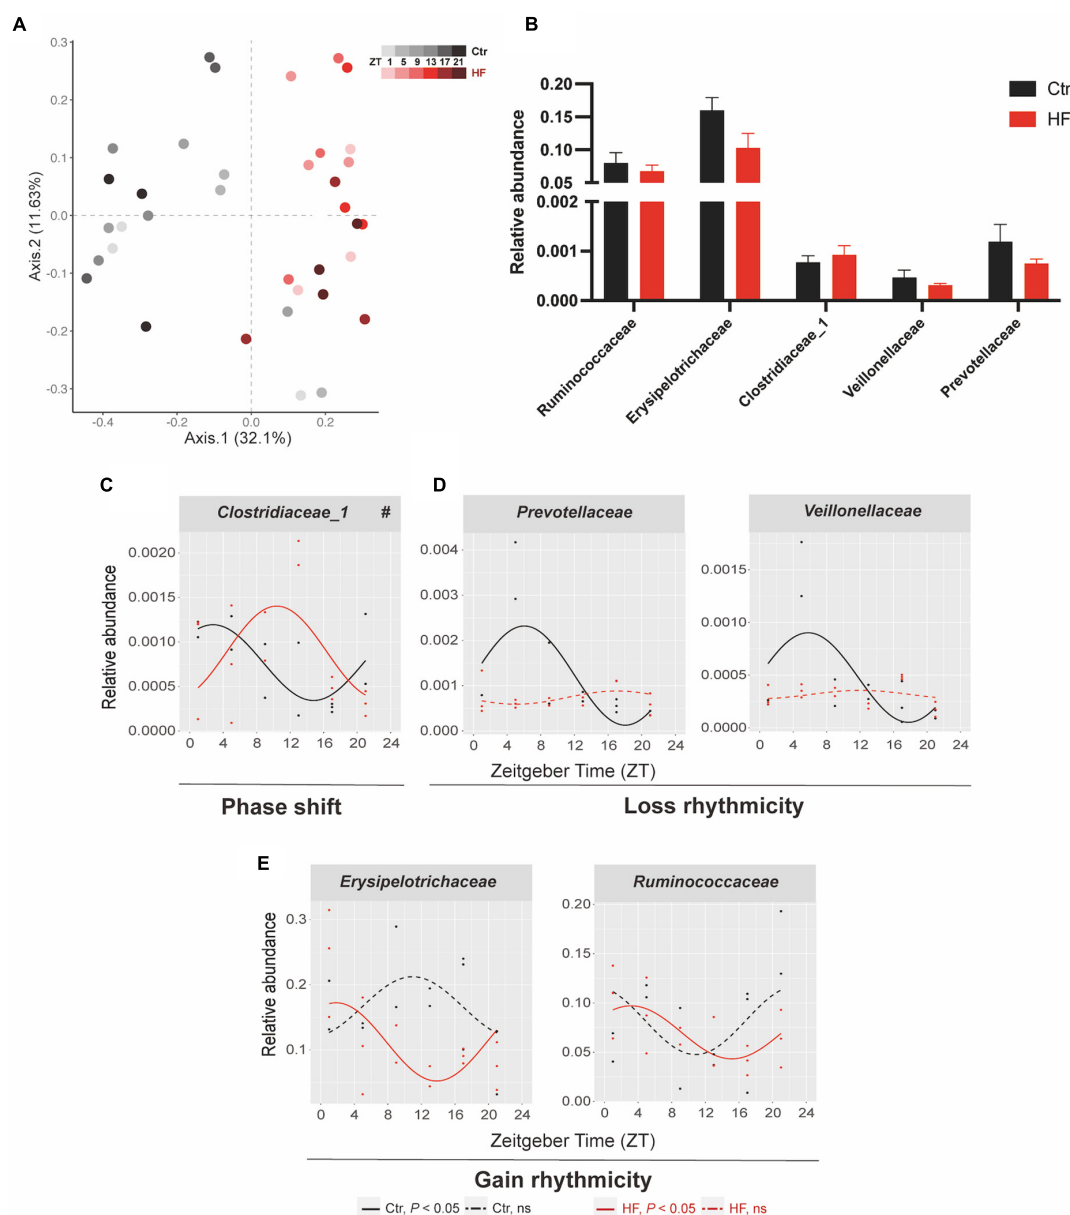 A
0.3
0.2
0.1
0.0
-0.1
-0.2
-0.3
-0.4
-0.2
0.0
0.2
Axis.2 (11.63%)
Axis.1 (32.1%)
Ctr
ZT 1 5 9 13 17 21
HF
B
0.20
0.15
0.10
0.05
0.002
0.001
0.000
Relative abundance
Ctr
HF
Ruminococcaceae
Erysipelotrichaceae
Clostridiaceae_1
Veillonellaceae
Prevotellaceae
C
Clostridiaceae_1 #
0.0020
0.0015
0.0010
0.0005
0.0000
Relative abundance
0 4 8 12 16 20 24
D
Prevotellaceae
0.004
0.002
0.001
0.000
0 4 8 12 16 20 24
Veillonellaceae
0.0015
0.0010
0.0005
0.0000
0 4 8 12 16 20 24
Zeitgeber Time (ZT)
Phase shift
Loss rhythmicity
E
Erysipelotrichaceae
0.3
0.2
0.1
Relative abundance
0 4 8 12 16 20 24
Ruminococcaceae
0.20
0.15
0.10
0.05
0.00
0 4 8 12 16 20 24
Zeitgeber Time (ZT)
Gain rhythmicity
Ctr, P < 0.05 Ctr, ns HF, P < 0.05 HF, ns